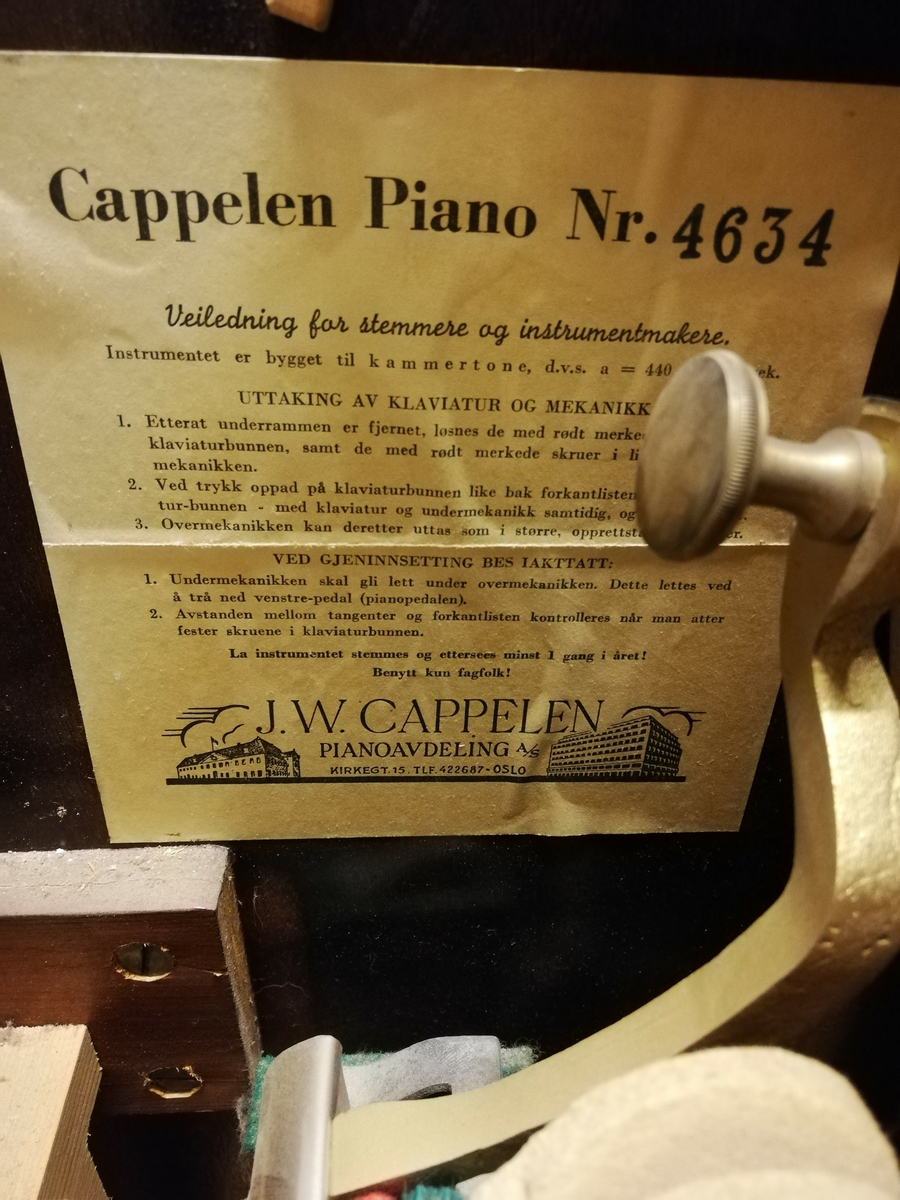 Cappelen Piano Nr. 4634
Veiledning for stemmere og instrumentmakere.
Instrumentet er bygget til kammertone, d.v.s. a = 440
UTTAKING AV KLAVIATUR OG MEKANIKK
1. Etterat underrammen er fjernet, løsnes de med rødt
klaviaturbunnen, samt de med rødt merkede skruer i
mekanikken.
2. Ved trykk oppad på klaviaturbunnen like bak forkantlisten
tur-bunnen - med klaviatur og undermekanikk samtidig, og
3. Overmekanikken kan deretter uttas som i større,
VED GJENINNSETTING BES IAKTTATT:
1. Undermekanikken skal gli lett under overmekanikken. Dette lettes ved
å trå ned venstre-pedal (pianopedalen).
2. Avstanden mellom tangenter og forkantlisten kontrolleres når man atter
fester skruene i klaviaturbunnen.
La instrumentet stemmes og ettersees minst 1 gang i året!
Benytt kun fagfolk!
J.W. CAPPELEN
PIANOAVDELING A/S
KIRKEGT. 15. TLF. 422687 - OSLO